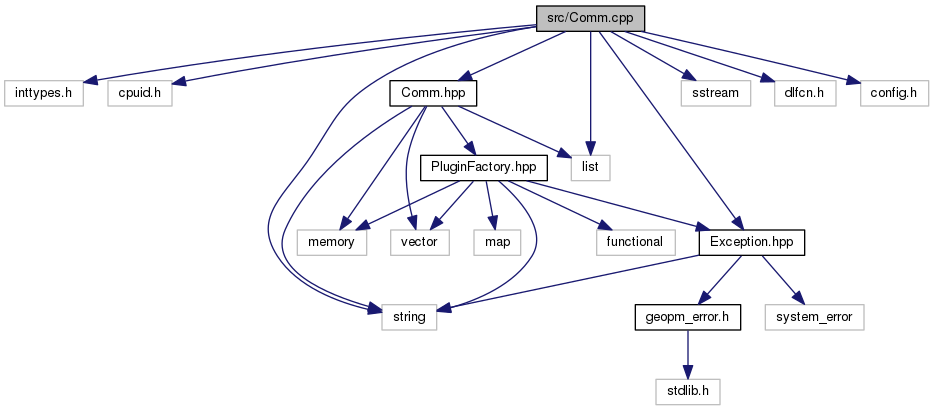 src/Comm.cpp
inttypes.h
cpuid.h
Comm.hpp
sstream
dlfcn.h
config.h
PluginFactory.hpp
list
memory
vector
map
functional
Exception.hpp
string
geopm_error.h
system_error
stdlib.h